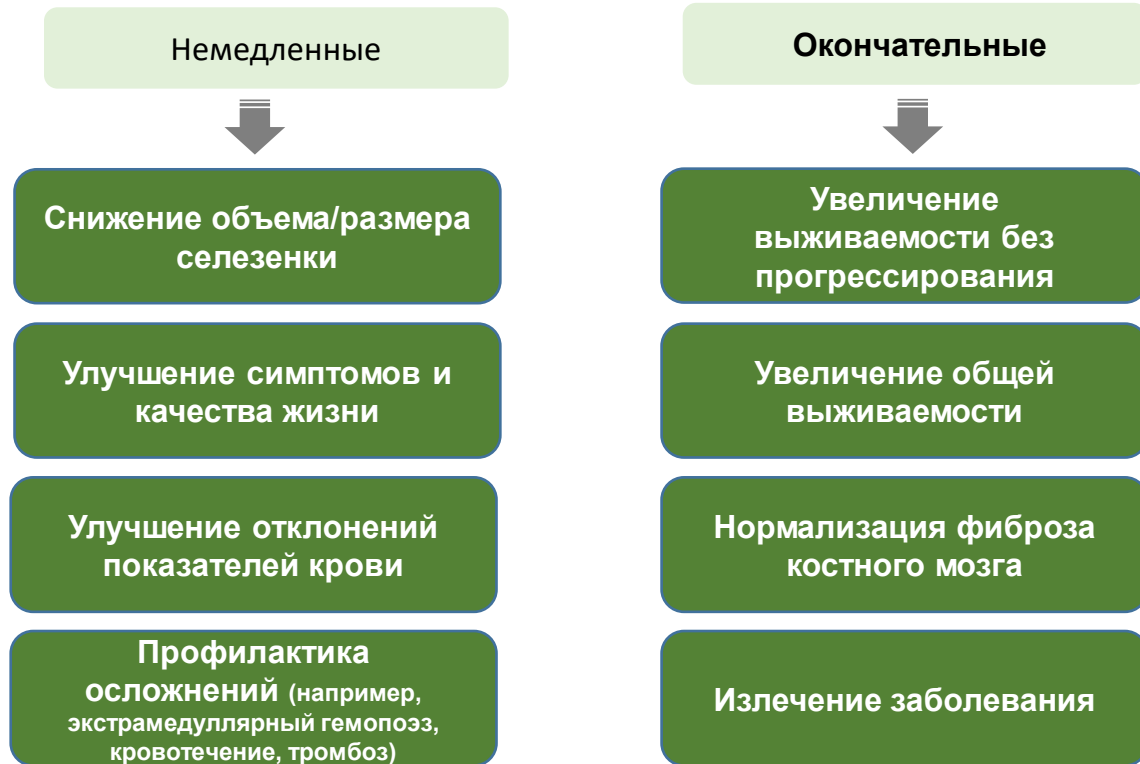 Немедленные
Снижение объема/размера
селезенки
Улучшение симптомов и
качества жизни
Улучшение отклонений
показателей крови
Профилактика
осложнений (например,
экстрамедуллярный гемопоэз,
кровотечение, тромбоз)
Окончательные
Увеличение
выживаемости без
прогрессирования
Увеличение общей
выживаемости
Нормализация фиброза
костного мозга
Излечение заболевания